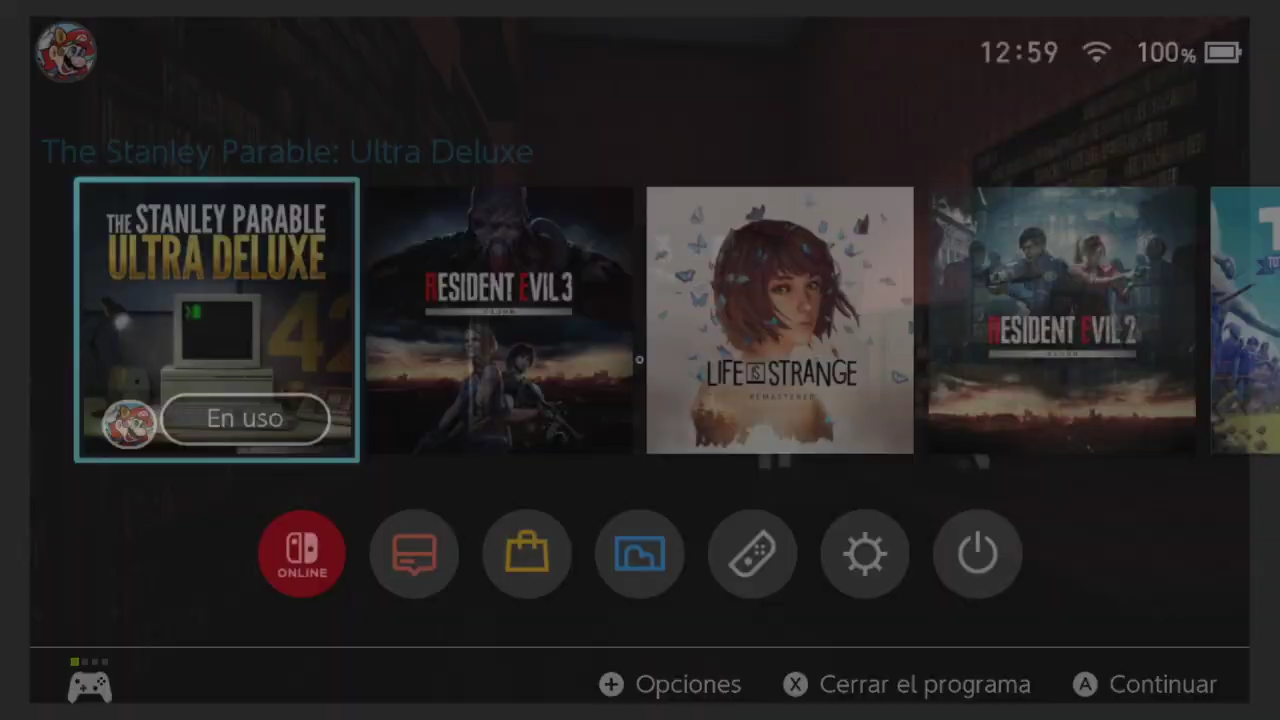 12:59 100%
The Stanley Parable: Ultra Deluxe
THE STANLEY PARABLE
ULTRA DELUXE
42
En uso
RESIDENT EVIL 3
LIFE IS STRANGE
REMASTERED
RESIDENT EVIL 2
ONLINE
Opciones
Cerrar el programa
Continuar